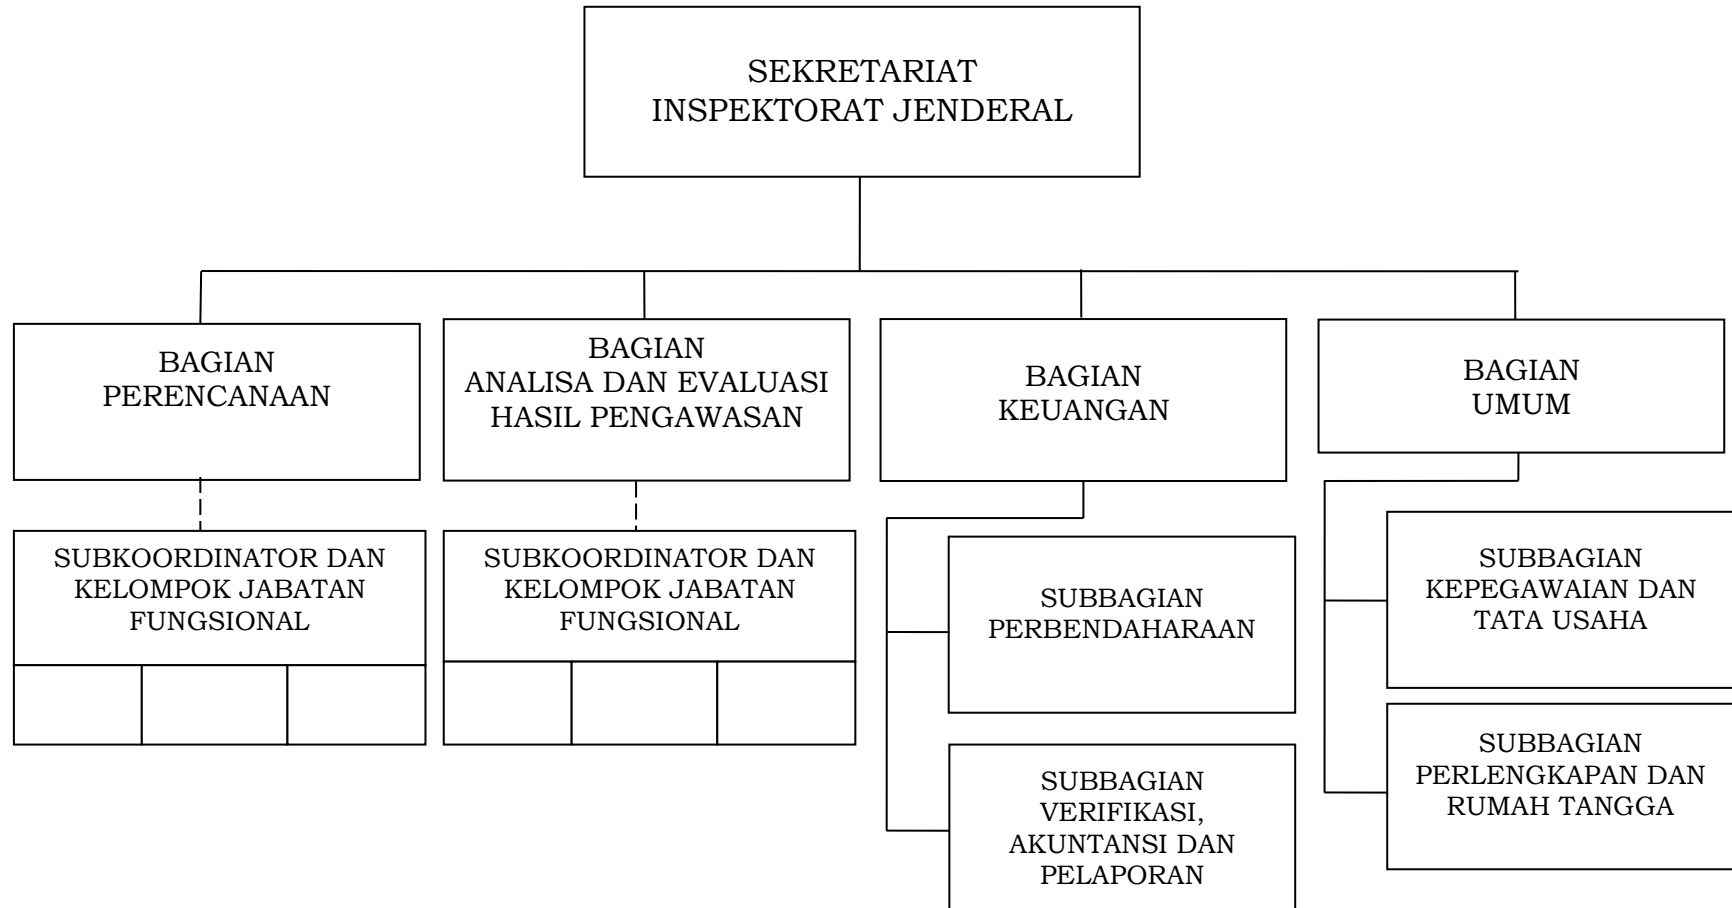 SEKRETARIAT
INSPEKTORAT JENDERAL
BAGIAN
PERENCANAAN
BAGIAN
ANALISA DAN EVALUASI
HASIL PENGAWASAN
BAGIAN
KEUANGAN
BAGIAN
UMUM
SUBKOORDINATOR DAN
KELOMPOK JABATAN
FUNGSIONAL
SUBKOORDINATOR DAN
KELOMPOK JABATAN
FUNGSIONAL
SUBBAGIAN
PERBENDAHARAAN
SUBBAGIAN
VERIFIKASI,
AKUNTANSI DAN
PELAPORAN
SUBBAGIAN
KEPEGAWAIAN DAN
TATA USAHA
SUBBAGIAN
PERLENGKAPAN DAN
RUMAH TANGGA